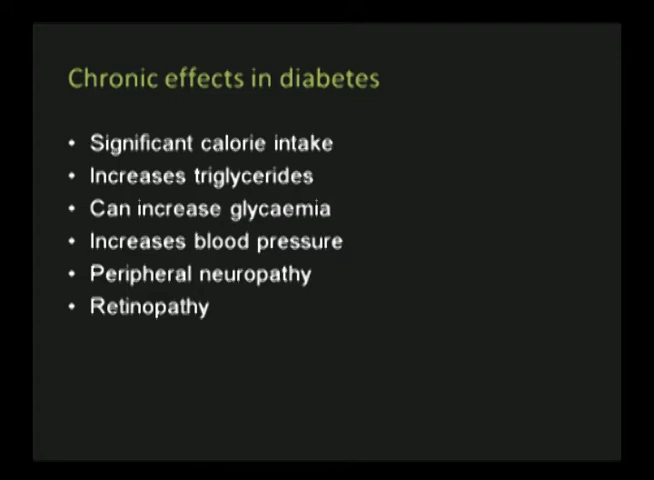 Chronic effects in diabetes
• Significant calorie intake
• Increases triglycerides
• Can increase glycaemia
• Increases blood pressure
• Peripheral neuropathy
• Retinopathy